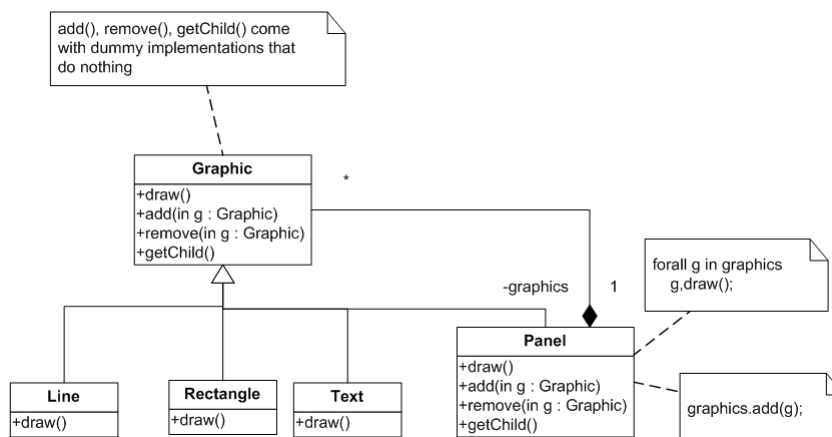 add(), remove(), getChild() come
with dummy implementations that
do nothing
Graphic
+draw()
+add(in g : Graphic)
+remove(in g : Graphic)
+getChild()
*
-graphics
1
forall g in graphics
g,draw();
Panel
+draw()
+add(in g : Graphic)
+remove(in g : Graphic)
+getChild()
graphics.add(g);
Line
+draw()
Rectangle
+draw()
Text
+draw()